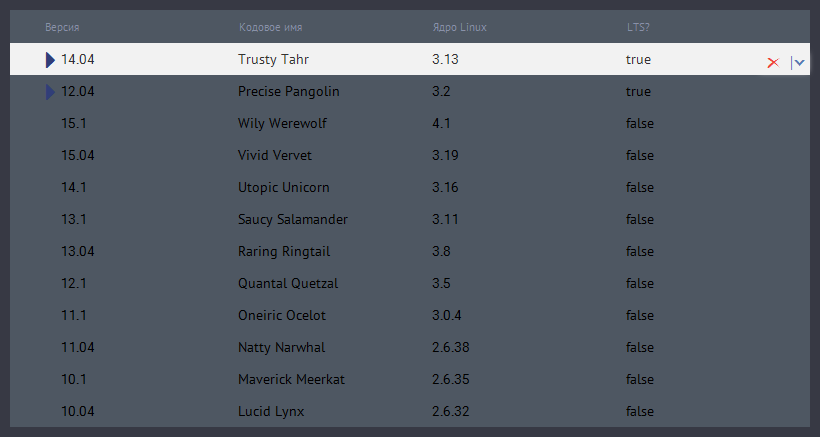 Версия Кодовое имя Ядро Linux LTS?
14.04 Trusty Tahr 3.13 true
12.04 Precise Pangolin 3.2 true
15.1 Wily Werewolf 4.1 false
15.04 Vivid Vervet 3.19 false
14.1 Utopic Unicorn 3.16 false
13.1 Saucy Salamander 3.11 false
13.04 Raring Ringtail 3.8 false
12.1 Quantal Quetzal 3.5 false
11.1 Oneiric Ocelot 3.0.4 false
11.04 Natty Narwhal 2.6.38 false
10.1 Maverick Meerkat 2.6.35 false
10.04 Lucid Lynx 2.6.32 false